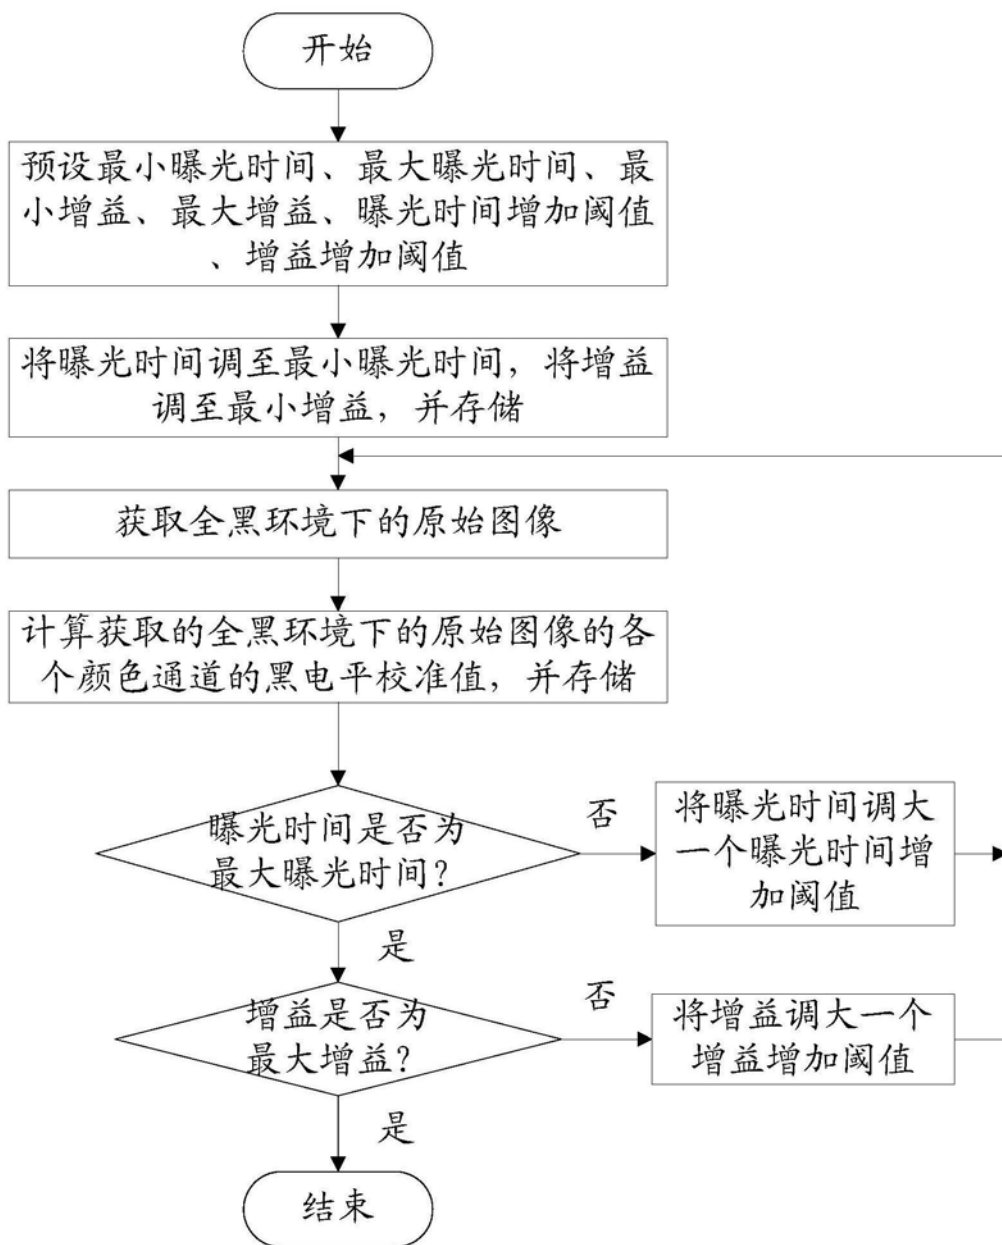 开始
预设最小曝光时间、最大曝光时间、最
小增益、最大增益、曝光时间增加阈值
、增益增加阈值
将曝光时间调至最小曝光时间，将增益
调至最小增益，并存储
获取全黑环境下的原始图像
计算获取的全黑环境下的原始图像的各
个颜色通道的黑电平校准值，并存储
曝光时间是否为
最大曝光时间？
否
将曝光时间调大
一个曝光时间增
加阈值
是
增益是否为
最大增益？
否
将增益调大一个
增益增加阈值
是
结束